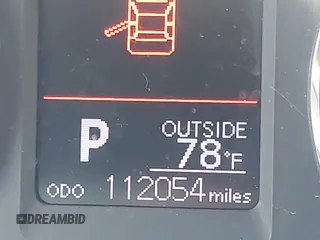 P
OUTSIDE
78°F
ODO 112054 miles
DREAMBID